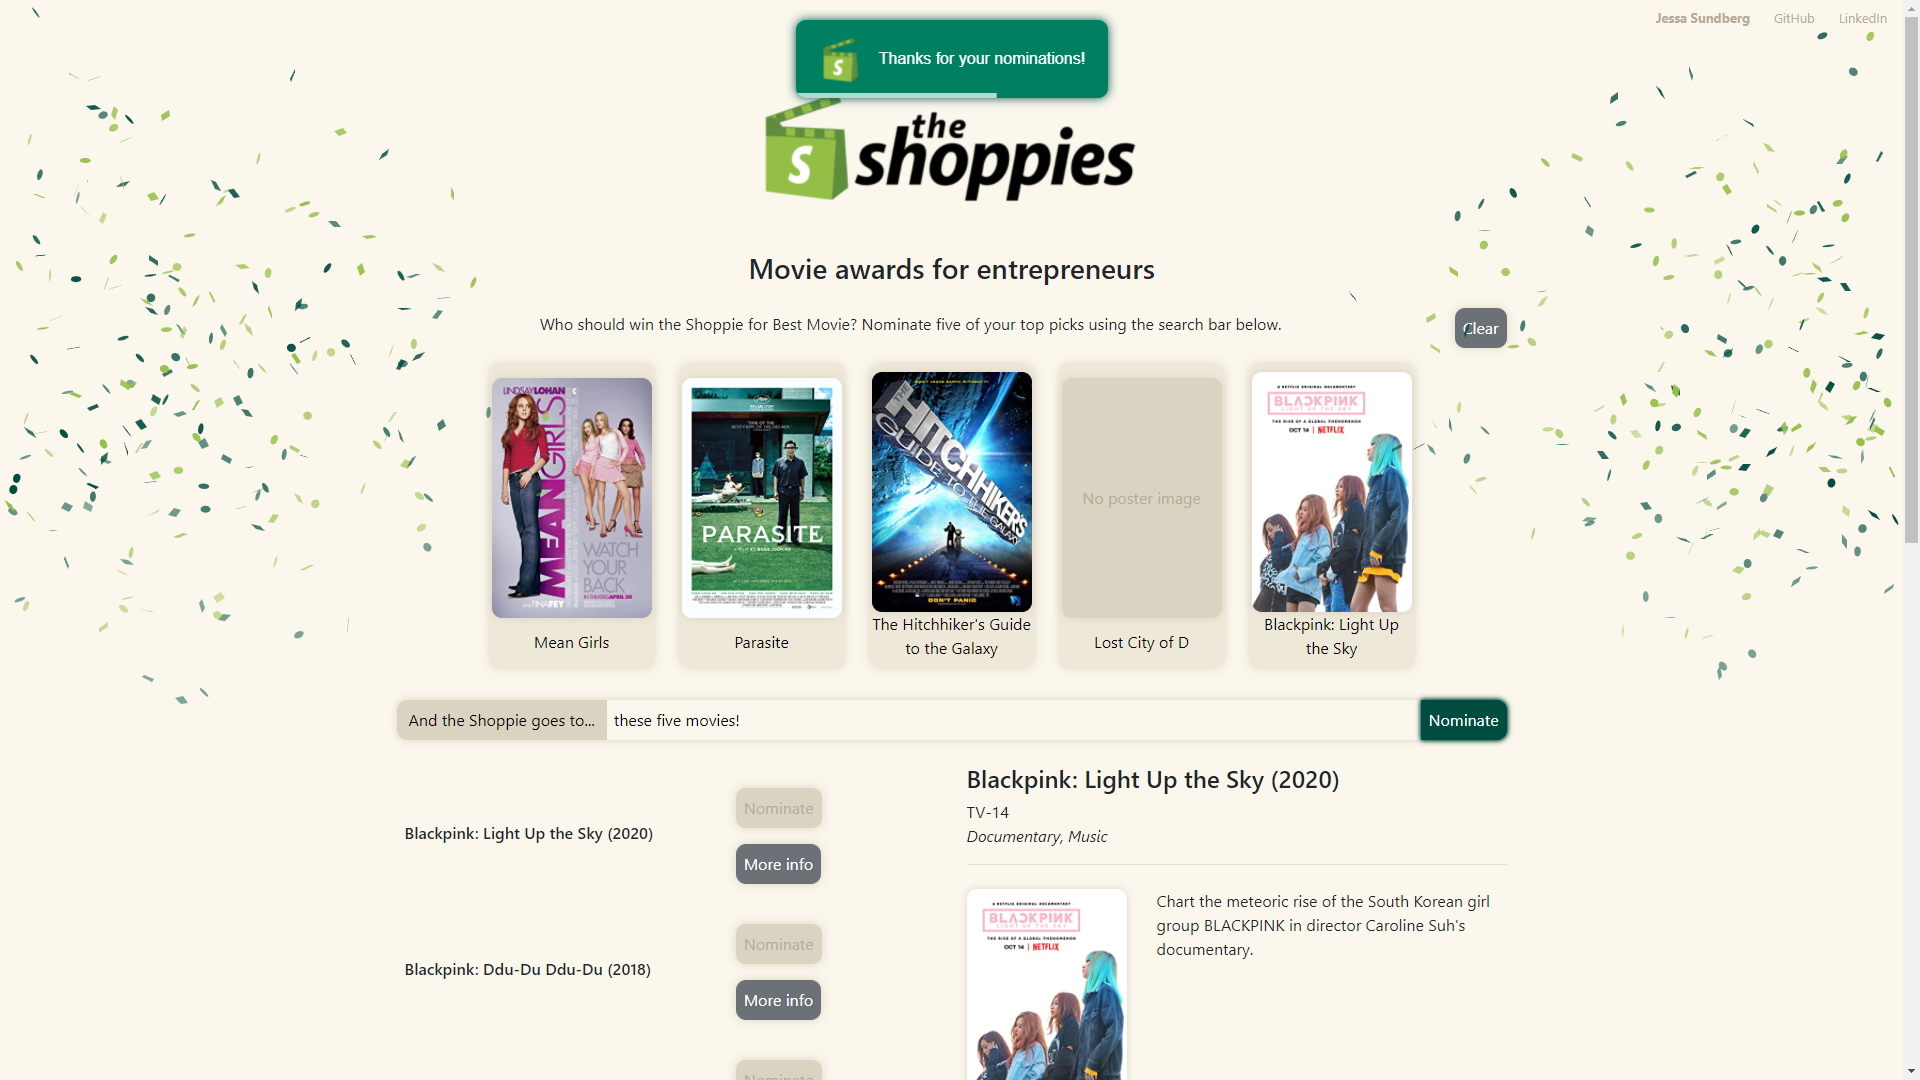 Jessa Sundberg GitHub LinkedIn
S Thanks for your nominations!
S the
shoppies
Movie awards for entrepreneurs
Who should win the Shoppie for Best Movie? Nominate five of your top picks using the search bar below.
Clear
LINDSAY LOHAN
MEAN GIRLS
WATCH
YOUR
BACK
PARASITE
THE
HITCHHIKER'S
GUIDE
TO THE GALAXY
DON'T PANIC
No poster image
A NETFLIX ORIGINAL DOCUMENTARY
BLACKPINK
LIGHT UP THE SKY
THE RISE OF A GLOBAL PHENOMENON
OCT 14 | NETFLIX
Mean Girls
Parasite
The Hitchhiker's Guide
to the Galaxy
Lost City of D
Blackpink: Light Up
the Sky
And the Shoppie goes to... these five movies! Nominate
Blackpink: Light Up the Sky (2020)
Nominate
More info
Blackpink: Ddu-Du Ddu-Du (2018)
Nominate
More info
Nominate
Blackpink: Light Up the Sky (2020)
TV-14
Documentary, Music
A NETFLIX ORIGINAL DOCUMENTARY
BLACKPINK
LIGHT UP THE SKY
THE RISE OF A GLOBAL PHENOMENON
OCT 14 | NETFLIX
Chart the meteoric rise of the South Korean girl
group BLACKPINK in director Caroline Suh's
documentary.